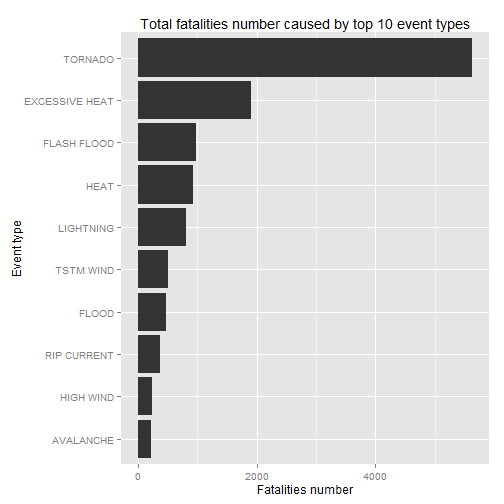 Total fatalities number caused by top 10 event types
TORNADO
EXCESSIVE HEAT
FLASH FLOOD
HEAT
LIGHTNING
TSTM WIND
FLOOD
RIP CURRENT
HIGH WIND
AVALANCHE
Event type
0 2000 4000
Fatalities number